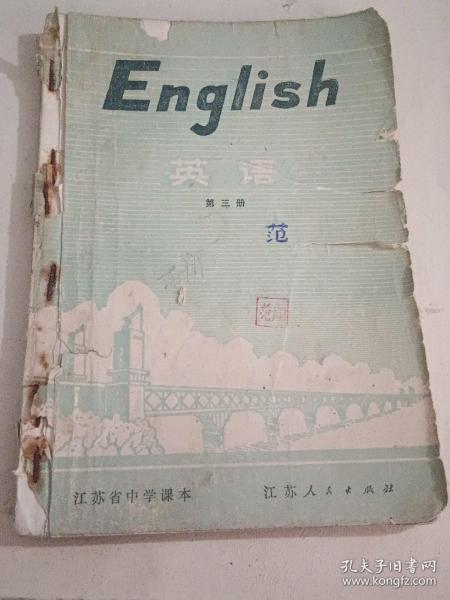 English
英语
第三册
范
江苏省中学课本
江苏人民出版社
孔夫子旧书网
www.kongfz.com